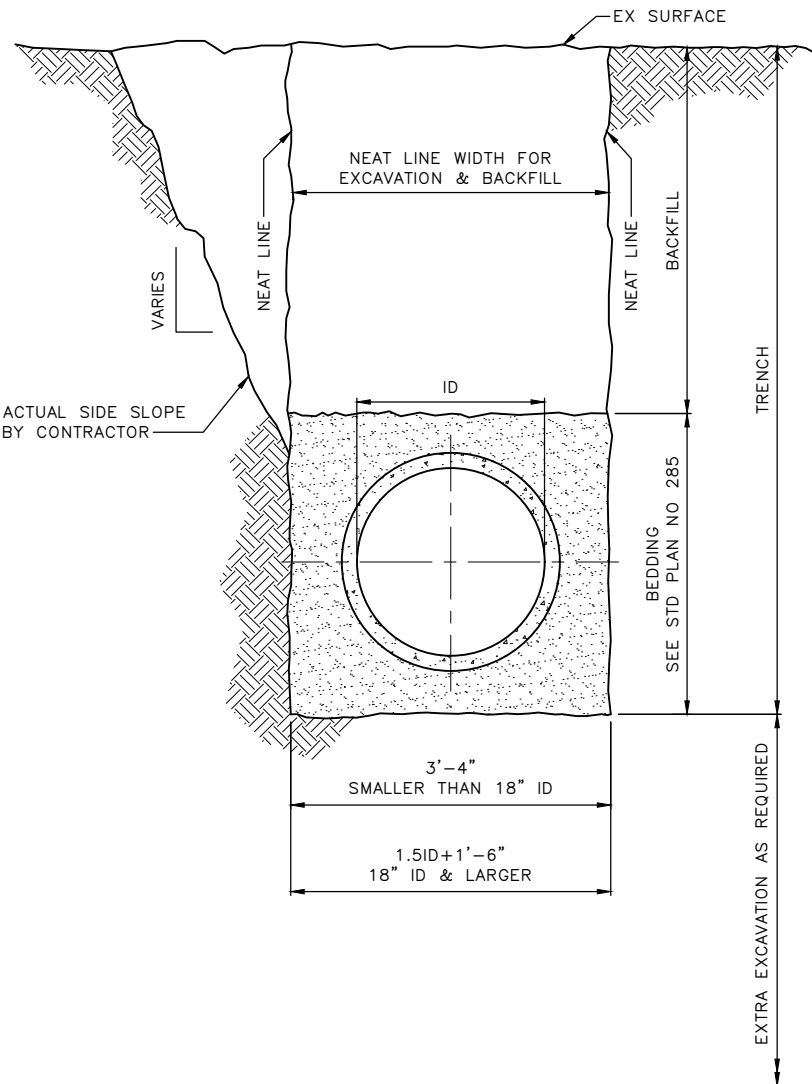 EX SURFACE
NEAT LINE WIDTH FOR
EXCAVATION & BACKFILL
NEAT LINE
NEAT LINE
BACKFILL
VARIES
TRENCH
ID
ACTUAL SIDE SLOPE
BY CONTRACTOR
BEDDING
SEE STD PLAN NO 285
3'-4"
SMALLER THAN 18" ID
1.5ID+1'-6"
18" ID & LARGER
EXTRA EXCAVATION AS REQUIRED